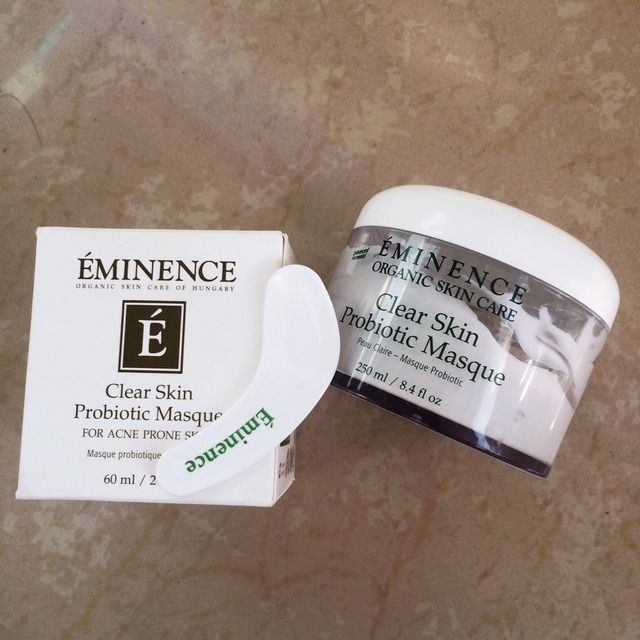 ÉMINENCE
ORGANIC SKIN CARE OF HUNGARY
É
Clear Skin
Probiotic Masque
FOR ACNE PRONE
Masque probiotique
60 ml / 2
Éminence
ÉMINENCE
ORGANIC SKIN CARE
Clear Skin
Probiotic Masque
Peau Claire – Masque Probiotic
250 ml / 8.4 fl oz